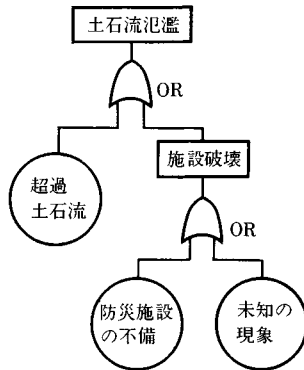 土石流氾濫
OR
超過
土石流
施設破壊
OR
防災施設
の不備
未知の
現象